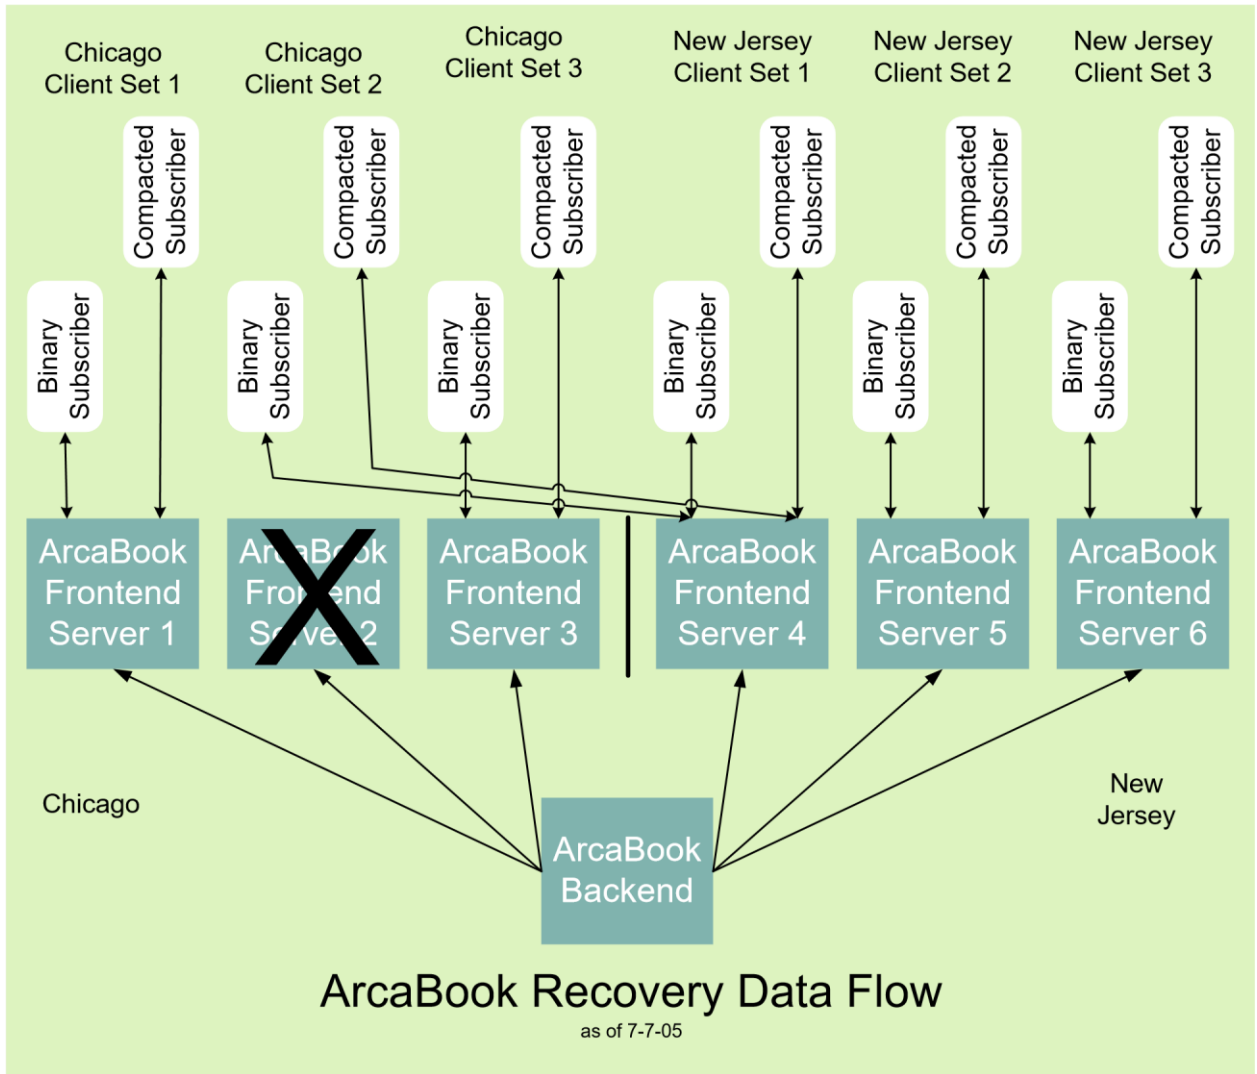 Chicago
Client Set 1
Chicago
Client Set 2
Chicago
Client Set 3
New Jersey
Client Set 1
New Jersey
Client Set 2
New Jersey
Client Set 3
Compacted
Subscriber
Compacted
Subscriber
Compacted
Subscriber
Compacted
Subscriber
Compacted
Subscriber
Compacted
Subscriber
Binary
Subscriber
Binary
Subscriber
Binary
Subscriber
Binary
Subscriber
Binary
Subscriber
Binary
Subscriber
ArcaBook
Frontend
Server 1
ArcaBook
Frontend
Server 2
X
ArcaBook
Frontend
Server 3
ArcaBook
Frontend
Server 4
ArcaBook
Frontend
Server 5
ArcaBook
Frontend
Server 6
Chicago
New
Jersey
ArcaBook
Backend
ArcaBook Recovery Data Flow
as of 7-7-05